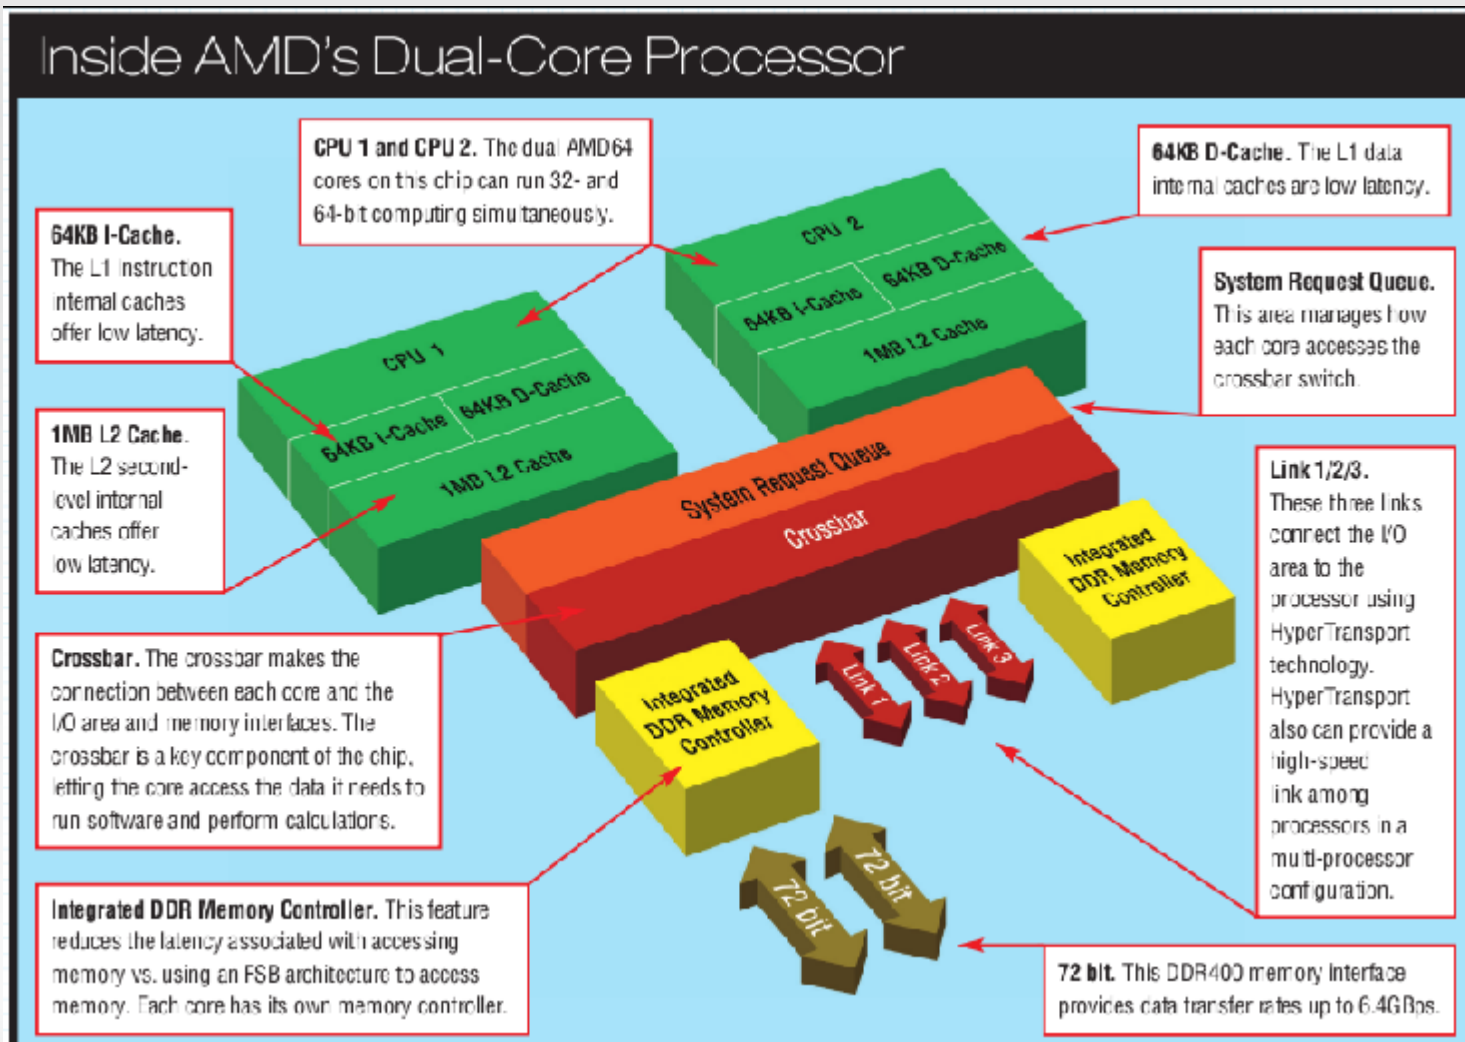 Inside AMD's Dual-Core Processor
CPU 1 and CPU 2. The dual AMD64
cores on this chip can run 32- and
64-bit computing simultaneously.
64KB D-Cache. The L1 data
internal caches are low latency.
64KB I-Cache.
The L1 instruction
internal caches
offer low latency.
System Request Queue.
This area manages how
each core accesses the
crossbar switch.
1MB L2 Cache.
The L2 second-
level internal
caches offer
low latency.
CPU 1
64KB I-Cache
64KB D-Cache
1MB L2 Cache
CPU 2
64KB I-Cache
64KB D-Cache
1MB L2 Cache
System Request Queue
Crossbar
Link 1/2/3.
These three links
connect the I/O
area to the
processor using
HyperTransport
technology.
HyperTransport
also can provide a
high-speed
link among
processors in a
multi-processor
configuration.
Integrated
DDR Memory
Controller
Integrated
DDR Memory
Controller
Link 1
Link 2
Link 3
Crossbar. The crossbar makes the
connection between each core and the
I/O area and memory interfaces. The
crossbar is a key component of the chip,
letting the core access the data it needs to
run software and perform calculations.
72 bit
72 bit
Integrated DDR Memory Controller. This feature
reduces the latency associated with accessing
memory vs. using an FSB architecture to access
memory. Each core has its own memory controller.
72 bit. This DDR400 memory interface
provides data transfer rates up to 6.4GBps.